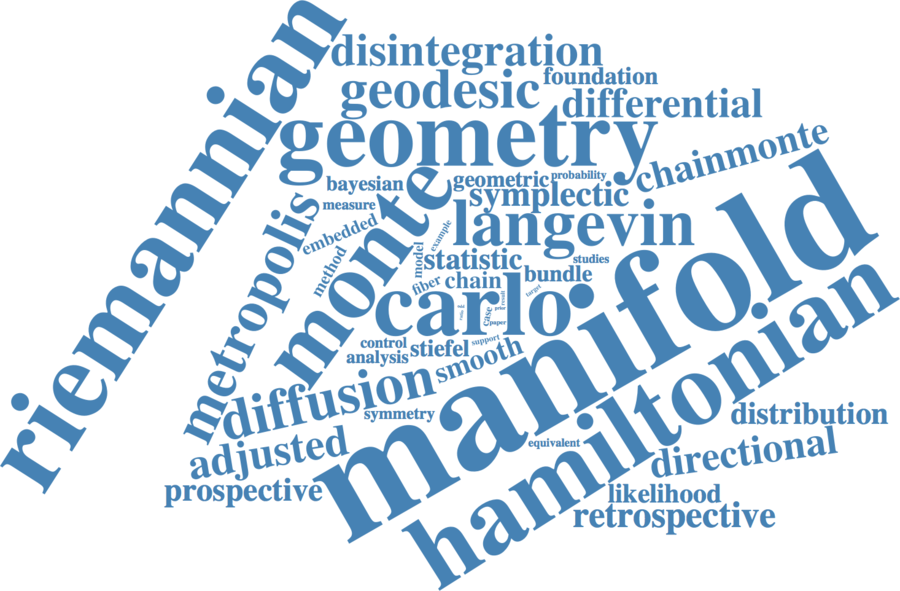 riemannian
disintegration
foundation
geodesic
differential
geometry
chainmonte
bayesian
geometric
probability
symplectic
measure
metropolis
monte
embedded
example
langevin
method
model
statistic
studies
fiber
chain
bundle
target
carlo
case
paper
control
support
analysis
stiefel
smooth
manifold
hamiltonian
diffusion
symmetry
distribution
equivalent
adjusted
directional
prospective
likelihood
retrospective